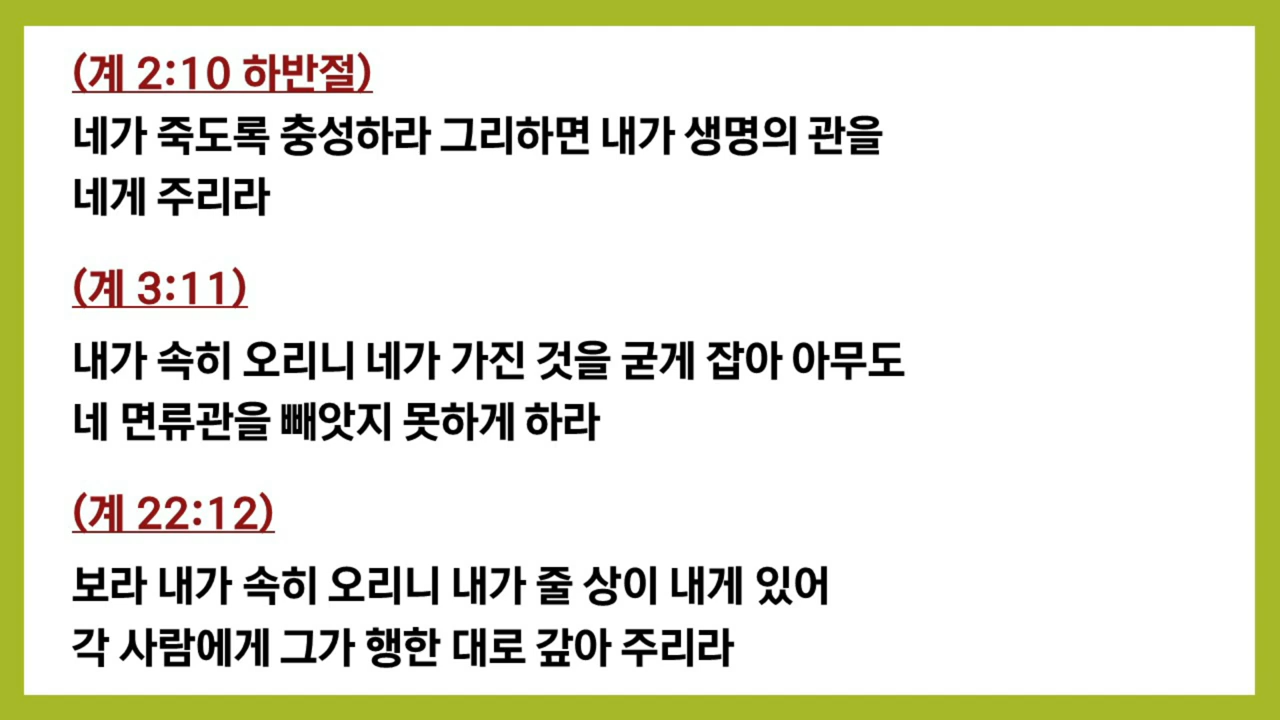 (계 2:10 하반절)
네가 죽도록 충성하라 그리하면 내가 생명의 관을
네게 주리라
(계 3:11)
내가 속히 오리니 네가 가진 것을 굳게 잡아 아무도
네 면류관을 빼앗지 못하게 하라
(계 22:12)
보라 내가 속히 오리니 내가 줄 상이 내게 있어
각 사람에게 그가 행한 대로 갚아 주리라